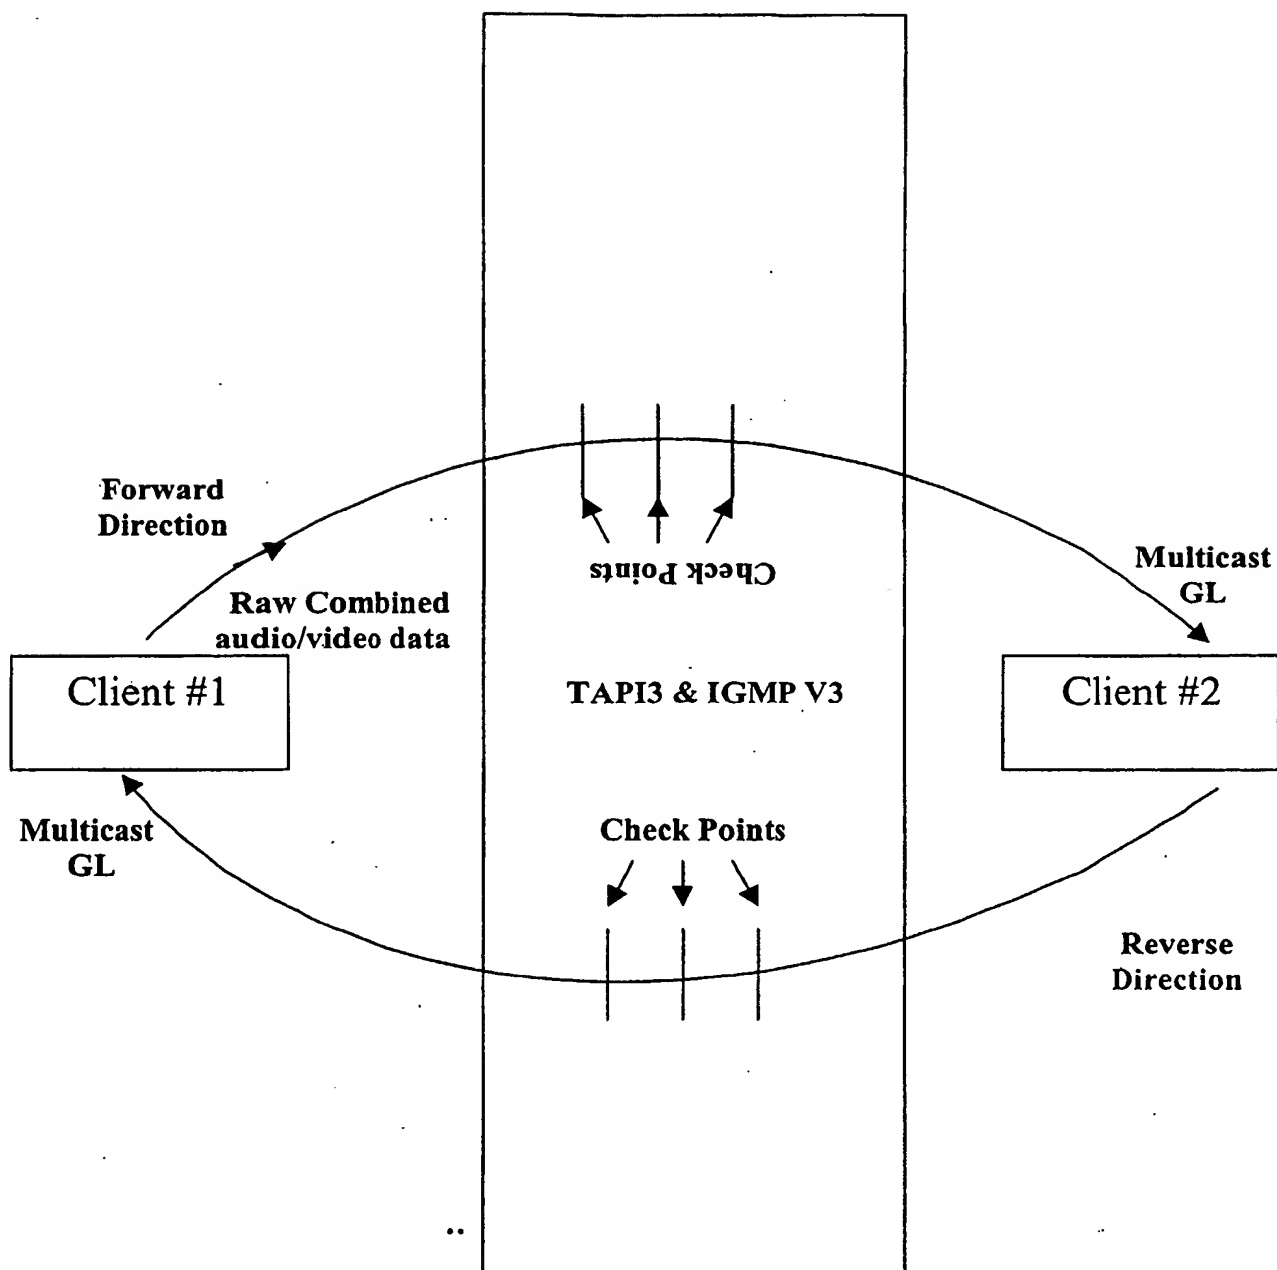 Forward
Direction
Check Points
Multicast
GL
Raw Combined
audio/video data
Client #1
TAPI3 & IGMP V3
Client #2
Multicast
GL
Check Points
Reverse
Direction